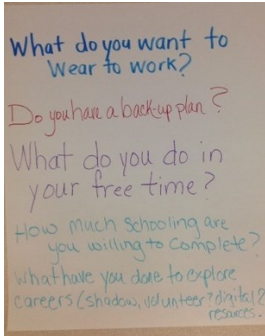 What do you want to
Wear to work?
Do you have a back-up plan?
What do you do in
your free time?
How much schooling are
you willing to complete?
What have you done to explore
careers (shadow, volunteer? digital?
resources.